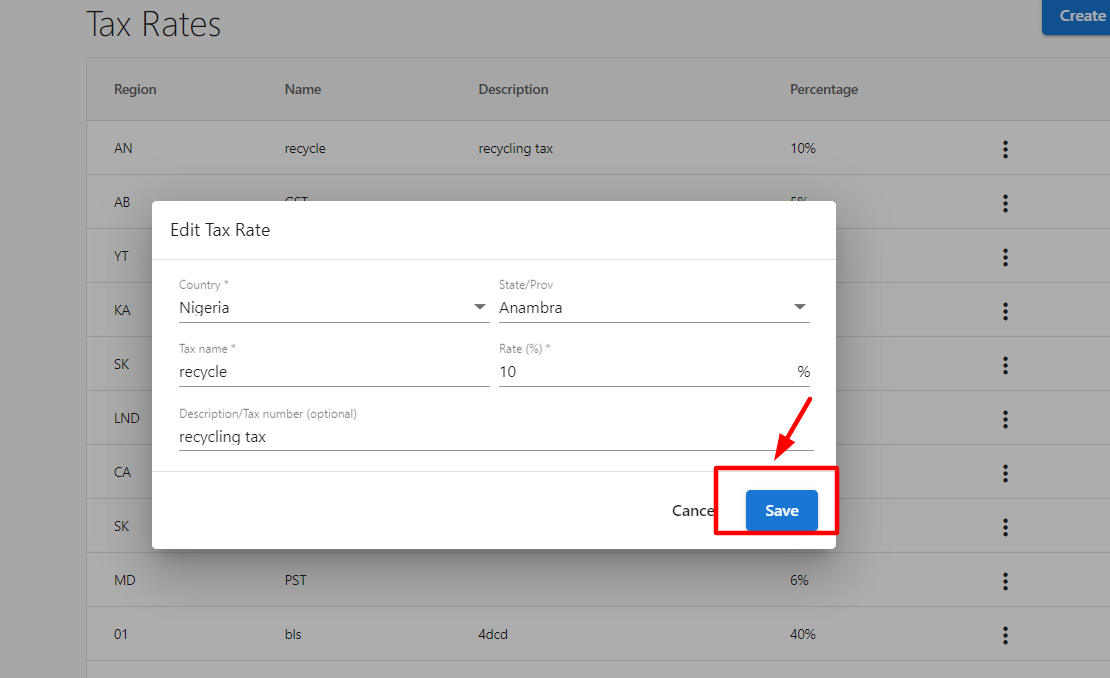 Tax Rates
Create
Region Name Description Percentage
AN recycle recycling tax 10%
AB GST 5%
YT
KA
SK
LND
CA
SK
Edit Tax Rate
Country * State/Prov
Nigeria Anambra
Tax name * Rate (%) *
recycle 10 %
Description/Tax number (optional)
recycling tax
Cance Save
MD PST 6%
01 bls 4dcd 40%